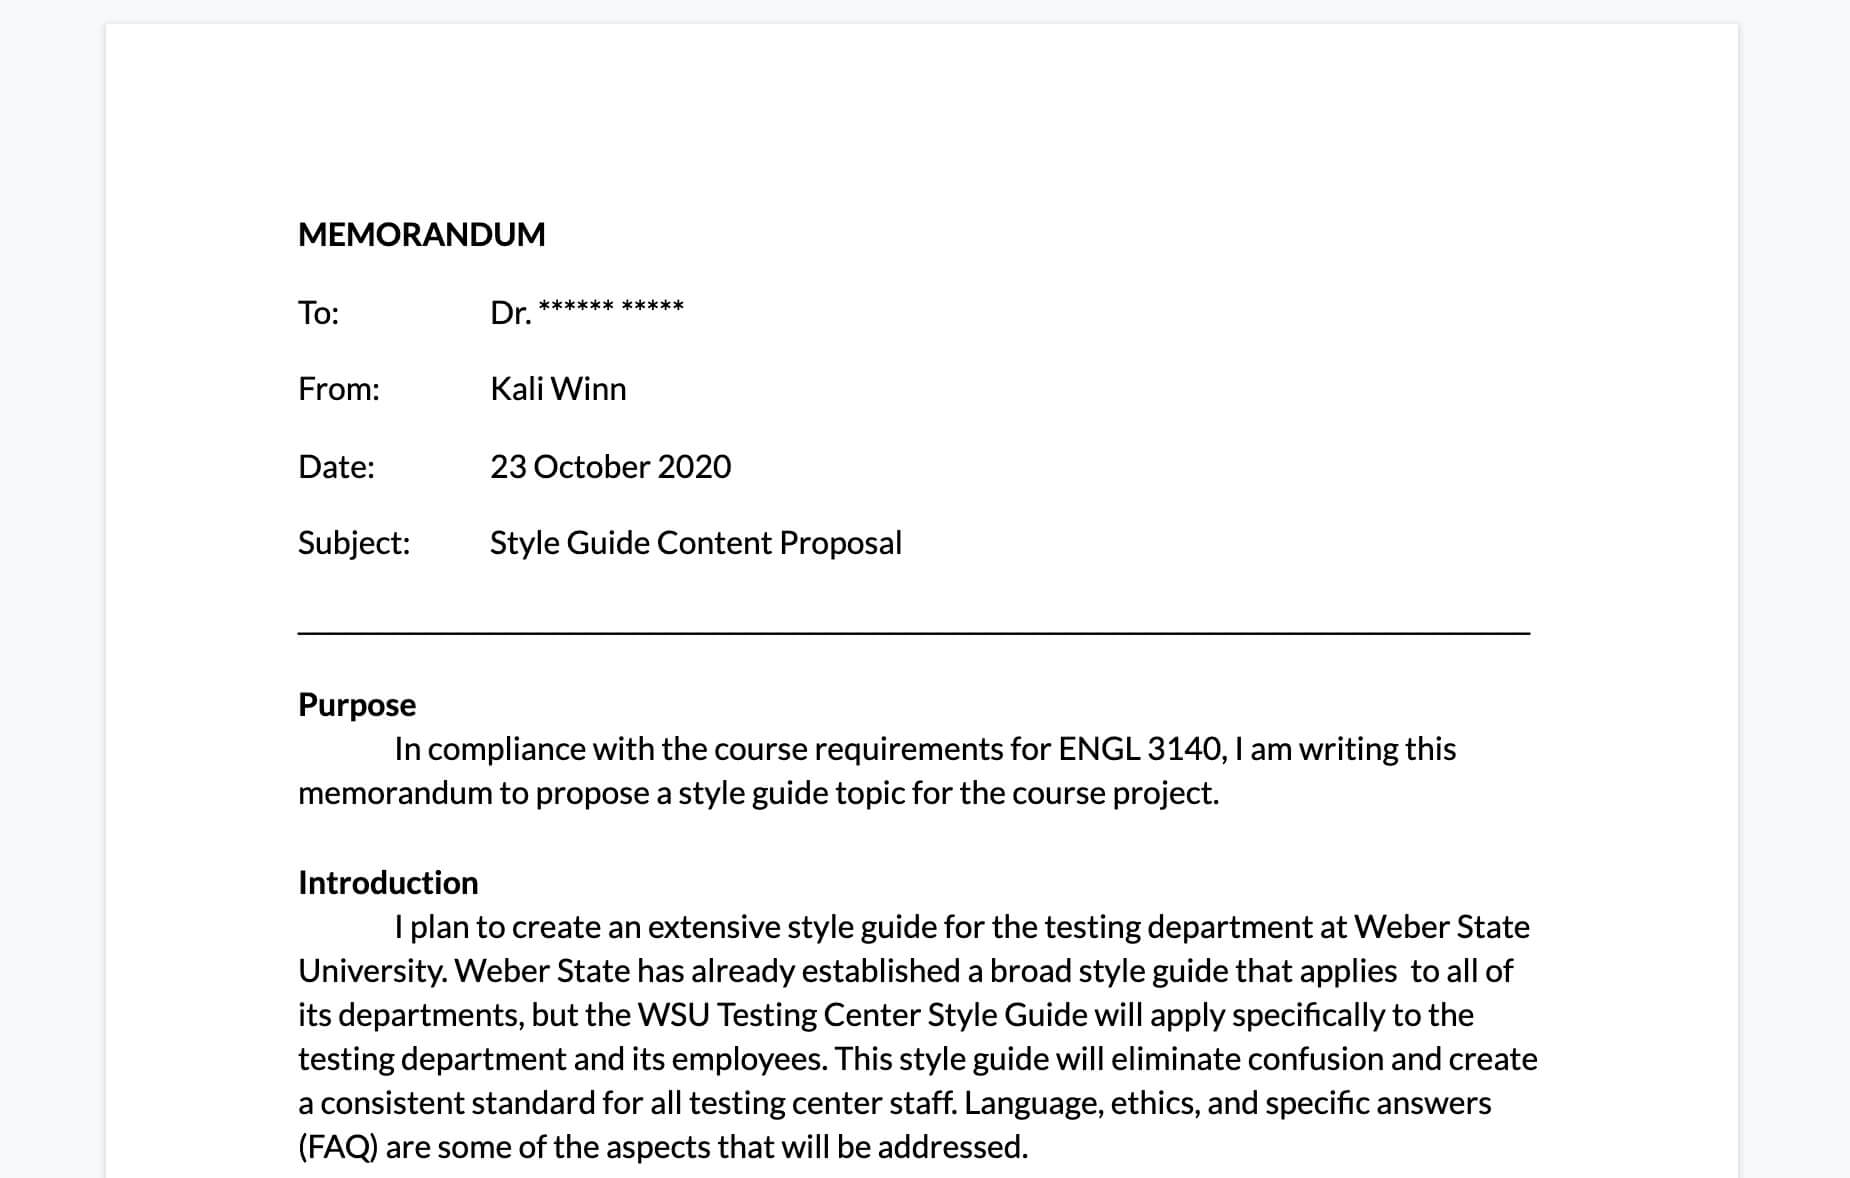 MEMORANDUM
To: Dr. ****** *****
From: Kali Winn
Date: 23 October 2020
Subject: Style Guide Content Proposal
Purpose
In compliance with the course requirements for ENGL 3140, I am writing this
memorandum to propose a style guide topic for the course project.
Introduction
I plan to create an extensive style guide for the testing department at Weber State
University. Weber State has already established a broad style guide that applies  to all of
its departments, but the WSU Testing Center Style Guide will apply specifically to the
testing department and its employees. This style guide will eliminate confusion and create
a consistent standard for all testing center staff. Language, ethics, and specific answers
(FAQ) are some of the aspects that will be addressed.